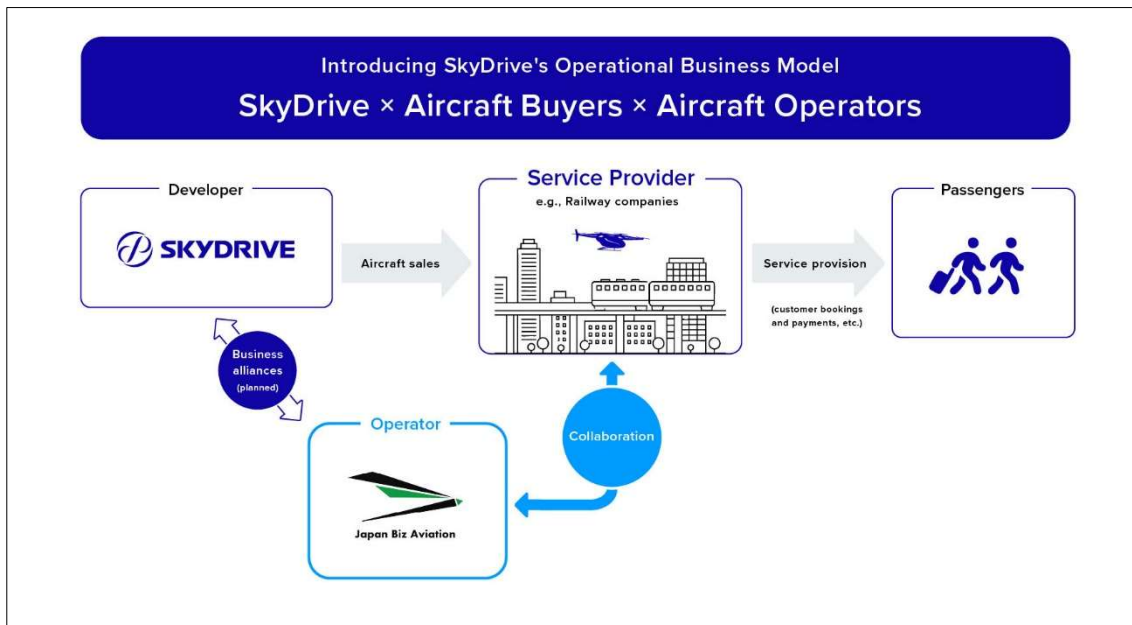 Introducing SkyDrive's Operational Business Model
SkyDrive × Aircraft Buyers × Aircraft Operators
Developer
SKYDRIVE
Aircraft sales
Service Provider
e.g., Railway companies
Service provision
(customer bookings
and payments, etc.)
Passengers
Business
alliances
(planned)
Operator
Japan Biz Aviation
Collaboration